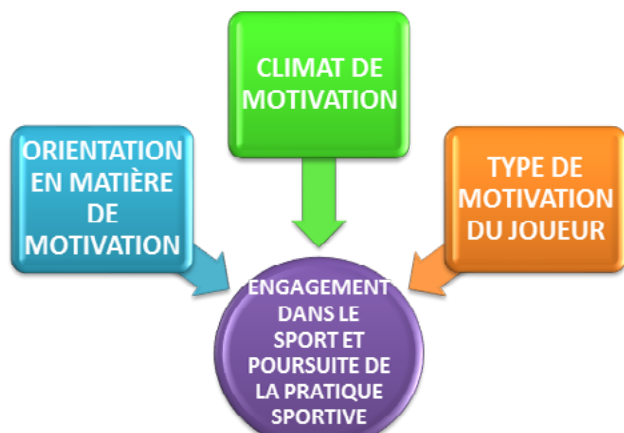 CLIMAT DE
MOTIVATION
ORIENTATION
EN MATIÈRE
DE
MOTIVATION
TYPE DE
MOTIVATION
DU JOUEUR
ENGAGEMENT
DANS LE
SPORT ET
POURSUITE DE
LA PRATIQUE
SPORTIVE